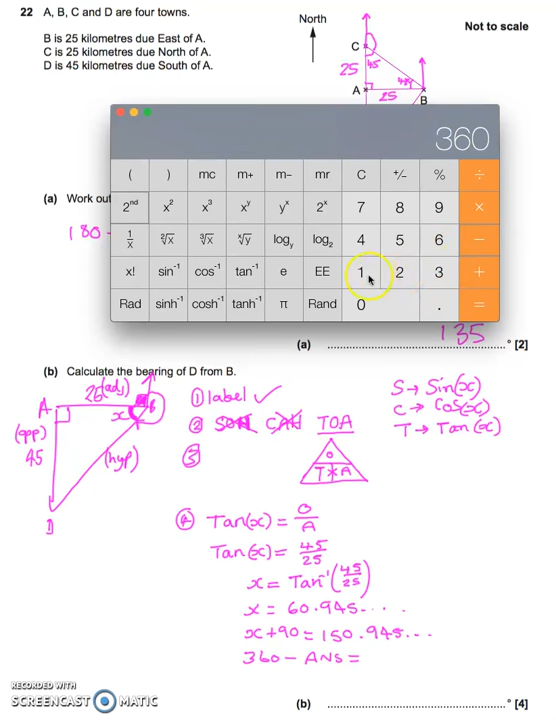 22 A, B, C and D are four towns.
B is 25 kilometres due East of A.
C is 25 kilometres due North of A.
D is 45 kilometres due South of A.
North
Not to scale
C
25
45
A
25
B
(a) Work out
180 -
360
( ) mc m+ m- mr C +/- % ÷
2nd x² x³ xʸ yˣ 2ˣ 7 8 9 ×
1/x ²√x ³√x ʸ√x logᵧ log₂ 4 5 6 −
x! sin⁻¹ cos⁻¹ tan⁻¹ e EE 1 2 3 +
Rad sinh⁻¹ cosh⁻¹ tanh⁻¹ π Rand 0 . =
135
(a) ° [2]
(b) Calculate the bearing of D from B.
A
(adj)
x
(opp)
45
(hyp)
D
① label ✓
② SOH CAH TOA
③
O
T * A
S → Sin(x)
C → Cos(x)
T → Tan(x)
④ Tan(x) = O/A
Tan(x) = 45/25
x = Tan⁻¹(45/25)
x = 60.945....
x + 90 = 150.945...
360 - ANS =
RECORDED WITH
SCREENCAST MATIC
(b) ° [4]